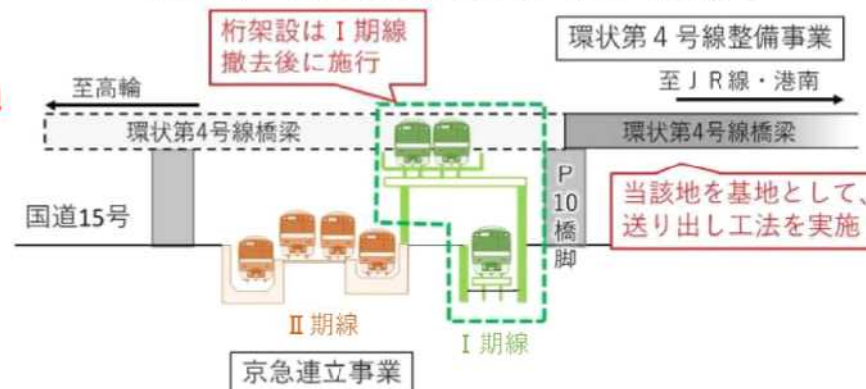 桁架設はⅠ期線
撤去後に施行
環状第4号線整備事業
至高輪
至JR線・港南
環状第4号線橋梁
環状第4号線橋梁
P10橋脚
当該地を基地として、
送り出し工法を実施
国道15号
Ⅱ期線
Ⅰ期線
京急連立事業